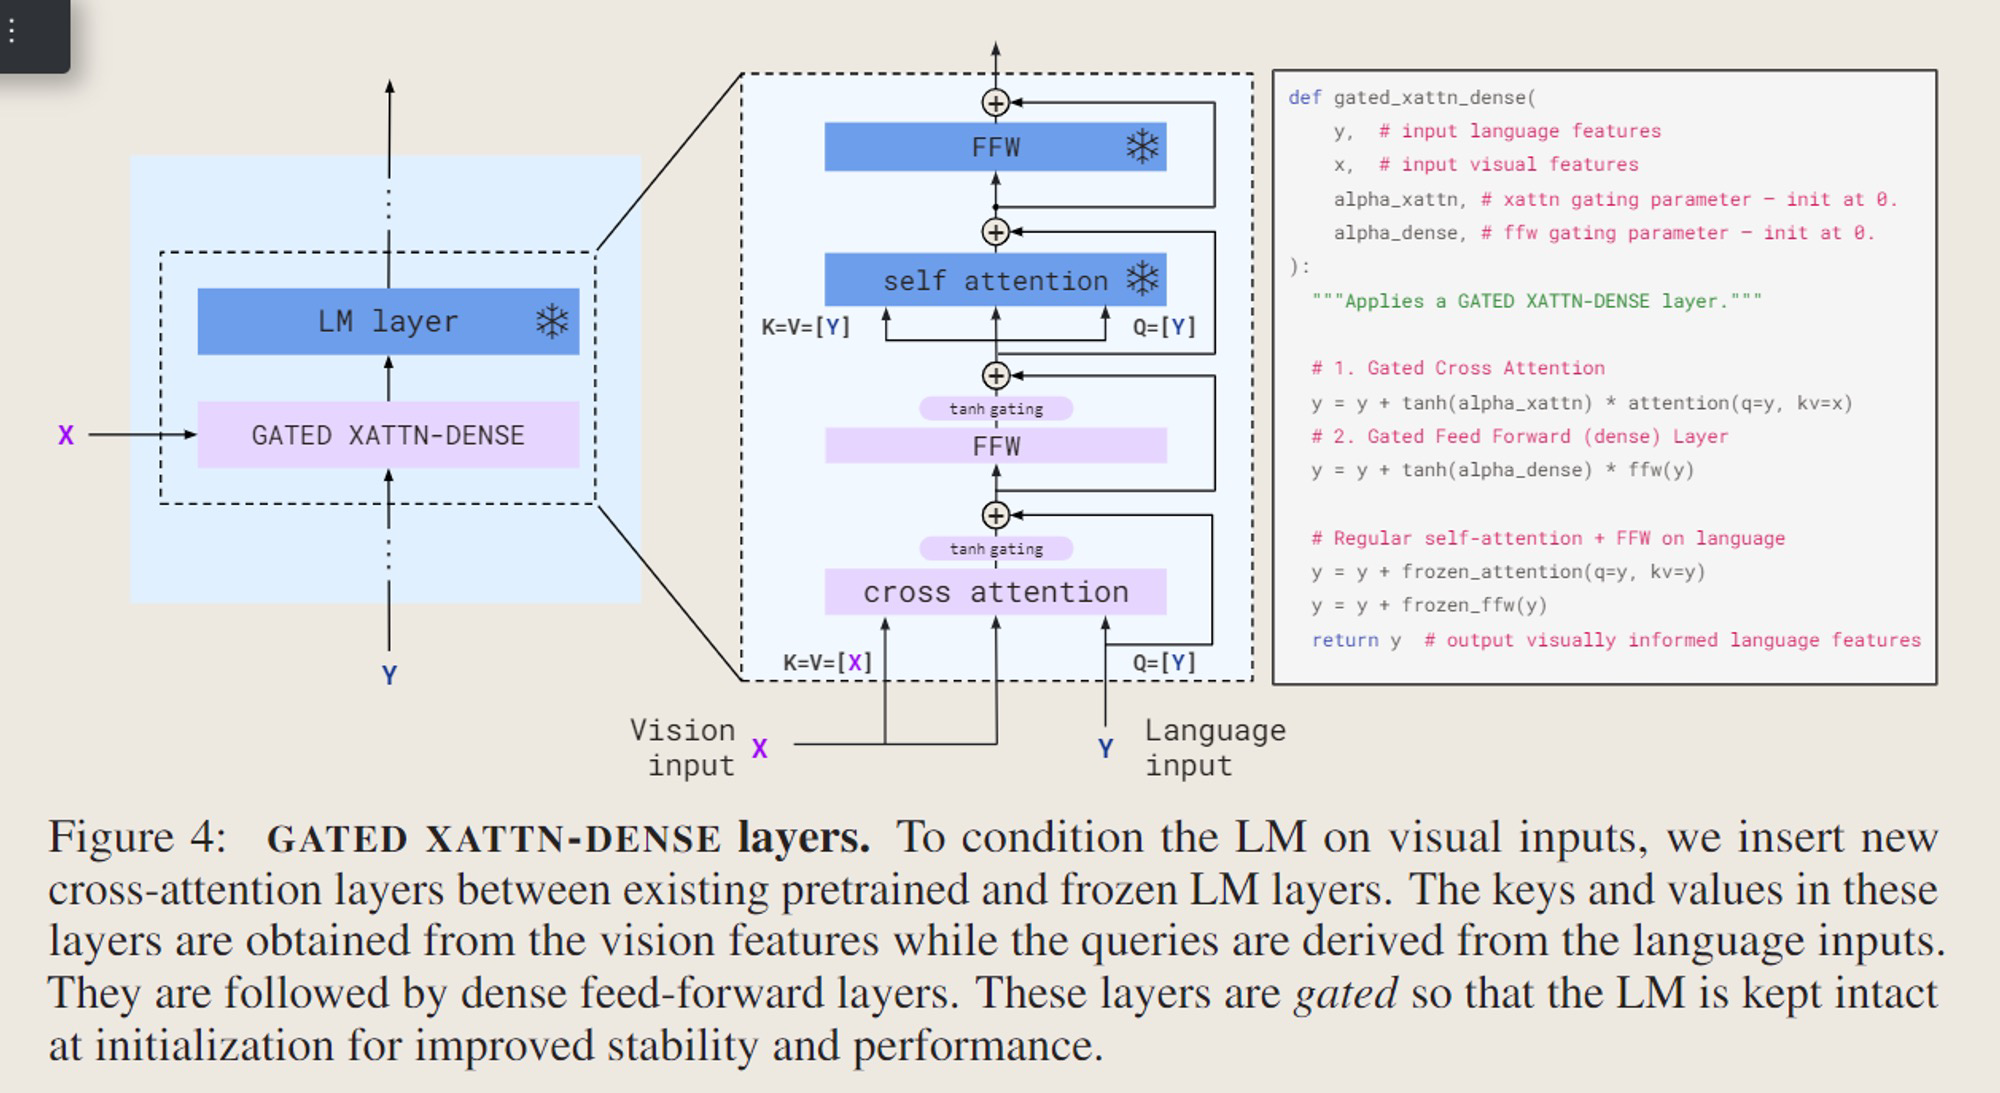 LM layer
GATED XATTN-DENSE
X
Y
FFW
self attention
K=V=[Y]
Q=[Y]
tanh gating
FFW
tanh gating
cross attention
K=V=[X]
Q=[Y]
Vision
input
X
Y
Language
input
def gated_xattn_dense(
y, # input language features
x, # input visual features
alpha_xattn, # xattn gating parameter – init at 0.
alpha_dense, # ffw gating parameter – init at 0.
):
"""Applies a GATED XATTN-DENSE layer."""
# 1. Gated Cross Attention
y = y + tanh(alpha_xattn) * attention(q=y, kv=x)
# 2. Gated Feed Forward (dense) Layer
y = y + tanh(alpha_dense) * ffw(y)
# Regular self-attention + FFW on language
y = y + frozen_attention(q=y, kv=y)
y = y + frozen_ffw(y)
return y # output visually informed language features
Figure 4: GATED XATTN-DENSE layers. To condition the LM on visual inputs, we insert new
cross-attention layers between existing pretrained and frozen LM layers. The keys and values in these
layers are obtained from the vision features while the queries are derived from the language inputs.
They are followed by dense feed-forward layers. These layers are gated so that the LM is kept intact
at initialization for improved stability and performance.